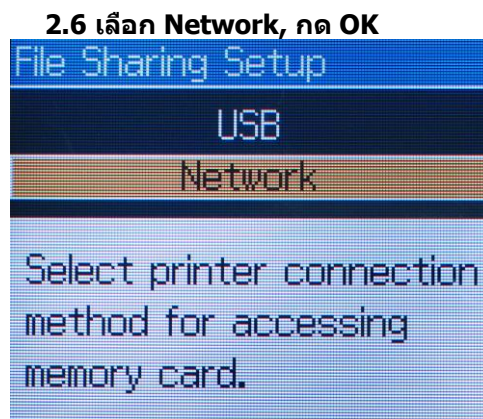 2.6 เลือก Network, กด OK
File Sharing Setup
USB
Network
Select printer connection
method for accessing
memory card.